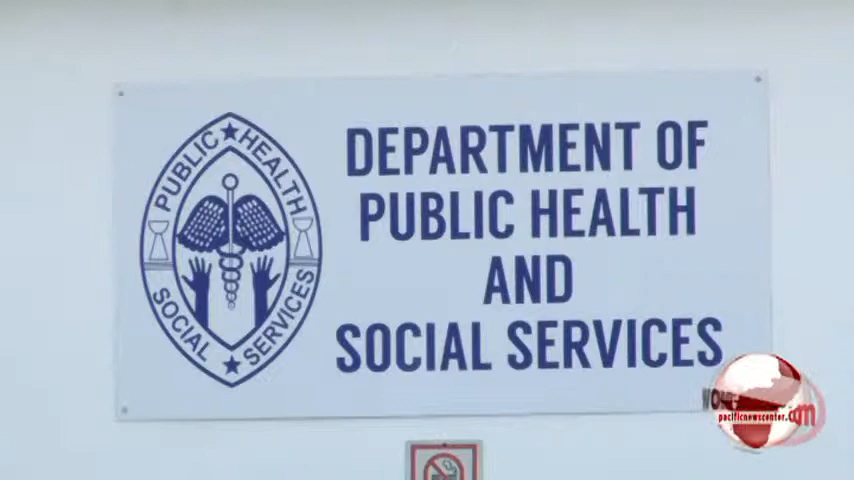 PUBLIC HEALTH
SOCIAL SERVICES
DEPARTMENT OF
PUBLIC HEALTH
AND
SOCIAL SERVICES
pacificnewscenter.com